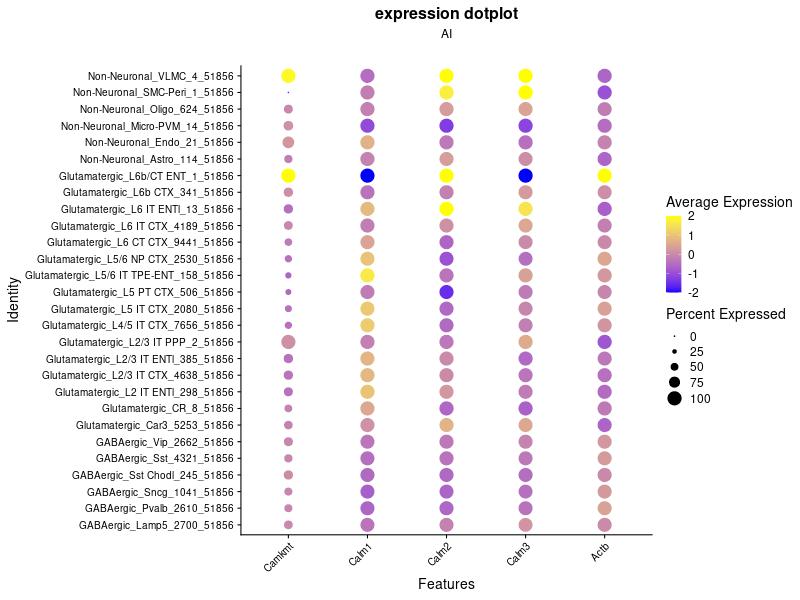 expression dotplot
AI
Non-Neuronal_VLMC_4_51856
Non-Neuronal_SMC-Peri_1_51856
Non-Neuronal_Oligo_624_51856
Non-Neuronal_Micro-PVM_14_51856
Non-Neuronal_Endo_21_51856
Non-Neuronal_Astro_114_51856
Glutamatergic_L6b/CT ENT_1_51856
Glutamatergic_L6b CTX_341_51856
Glutamatergic_L6 IT ENTl_13_51856
Glutamatergic_L6 IT CTX_4189_51856
Glutamatergic_L6 CT CTX_9441_51856
Glutamatergic_L5/6 NP CTX_2530_51856
Glutamatergic_L5/6 IT TPE-ENT_158_51856
Glutamatergic_L5 PT CTX_506_51856
Glutamatergic_L5 IT CTX_2080_51856
Glutamatergic_L4/5 IT CTX_7656_51856
Glutamatergic_L2/3 IT PPP_2_51856
Glutamatergic_L2/3 IT ENTl_385_51856
Glutamatergic_L2/3 IT CTX_4638_51856
Glutamatergic_L2 IT ENTl_298_51856
Glutamatergic_CR_8_51856
Glutamatergic_Car3_5253_51856
GABAergic_Vip_2662_51856
GABAergic_Sst_4321_51856
GABAergic_Sst Chodl_245_51856
GABAergic_Sncg_1041_51856
GABAergic_Pvalb_2610_51856
GABAergic_Lamp5_2700_51856
Identity
Camkmt
Calm1
Calm2
Calm3
Actb
Features
Average Expression
2
1
0
-1
-2
Percent Expressed
0
25
50
75
100